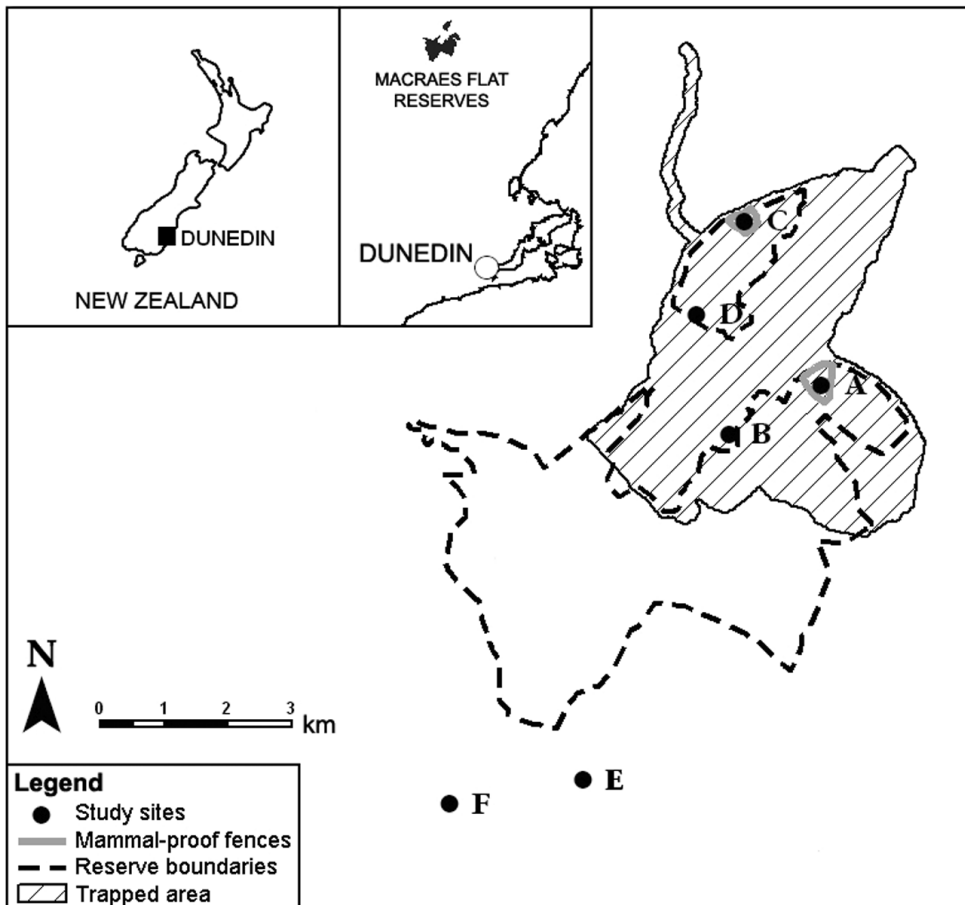 MACRAES FLAT
RESERVES
DUNEDIN
DUNEDIN
NEW ZEALAND
C
D
A
B
N
0 1 2 3
km
E
F
Legend
Study sites
Mammal-proof fences
Reserve boundaries
Trapped area